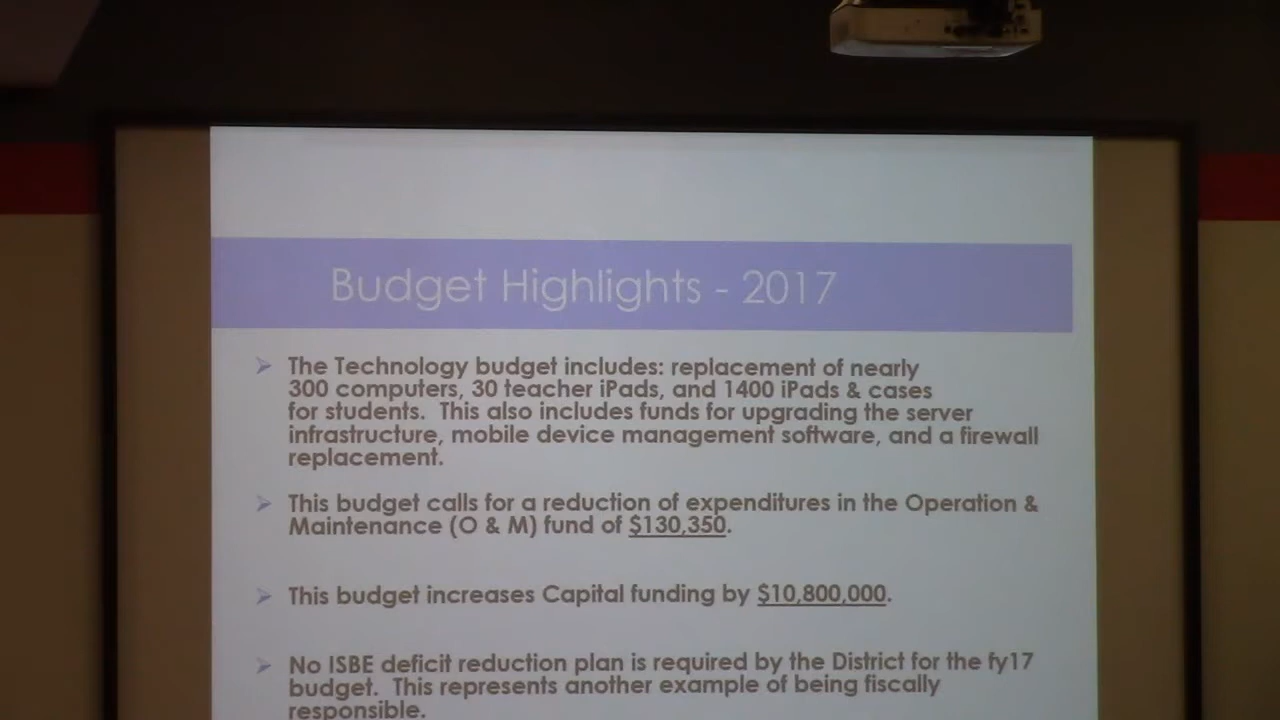 Budget Highlights - 2017
The Technology budget includes: replacement of nearly
300 computers, 30 teacher iPads, and 1400 iPads & cases
for students.  This also includes funds for upgrading the server
infrastructure, mobile device management software, and a firewall
replacement.
This budget calls for a reduction of expenditures in the Operation &
Maintenance (O & M) fund of $130,350.
This budget increases Capital funding by $10,800,000.
No ISBE deficit reduction plan is required by the District for the fy17
budget.  This represents another example of being fiscally
responsible.